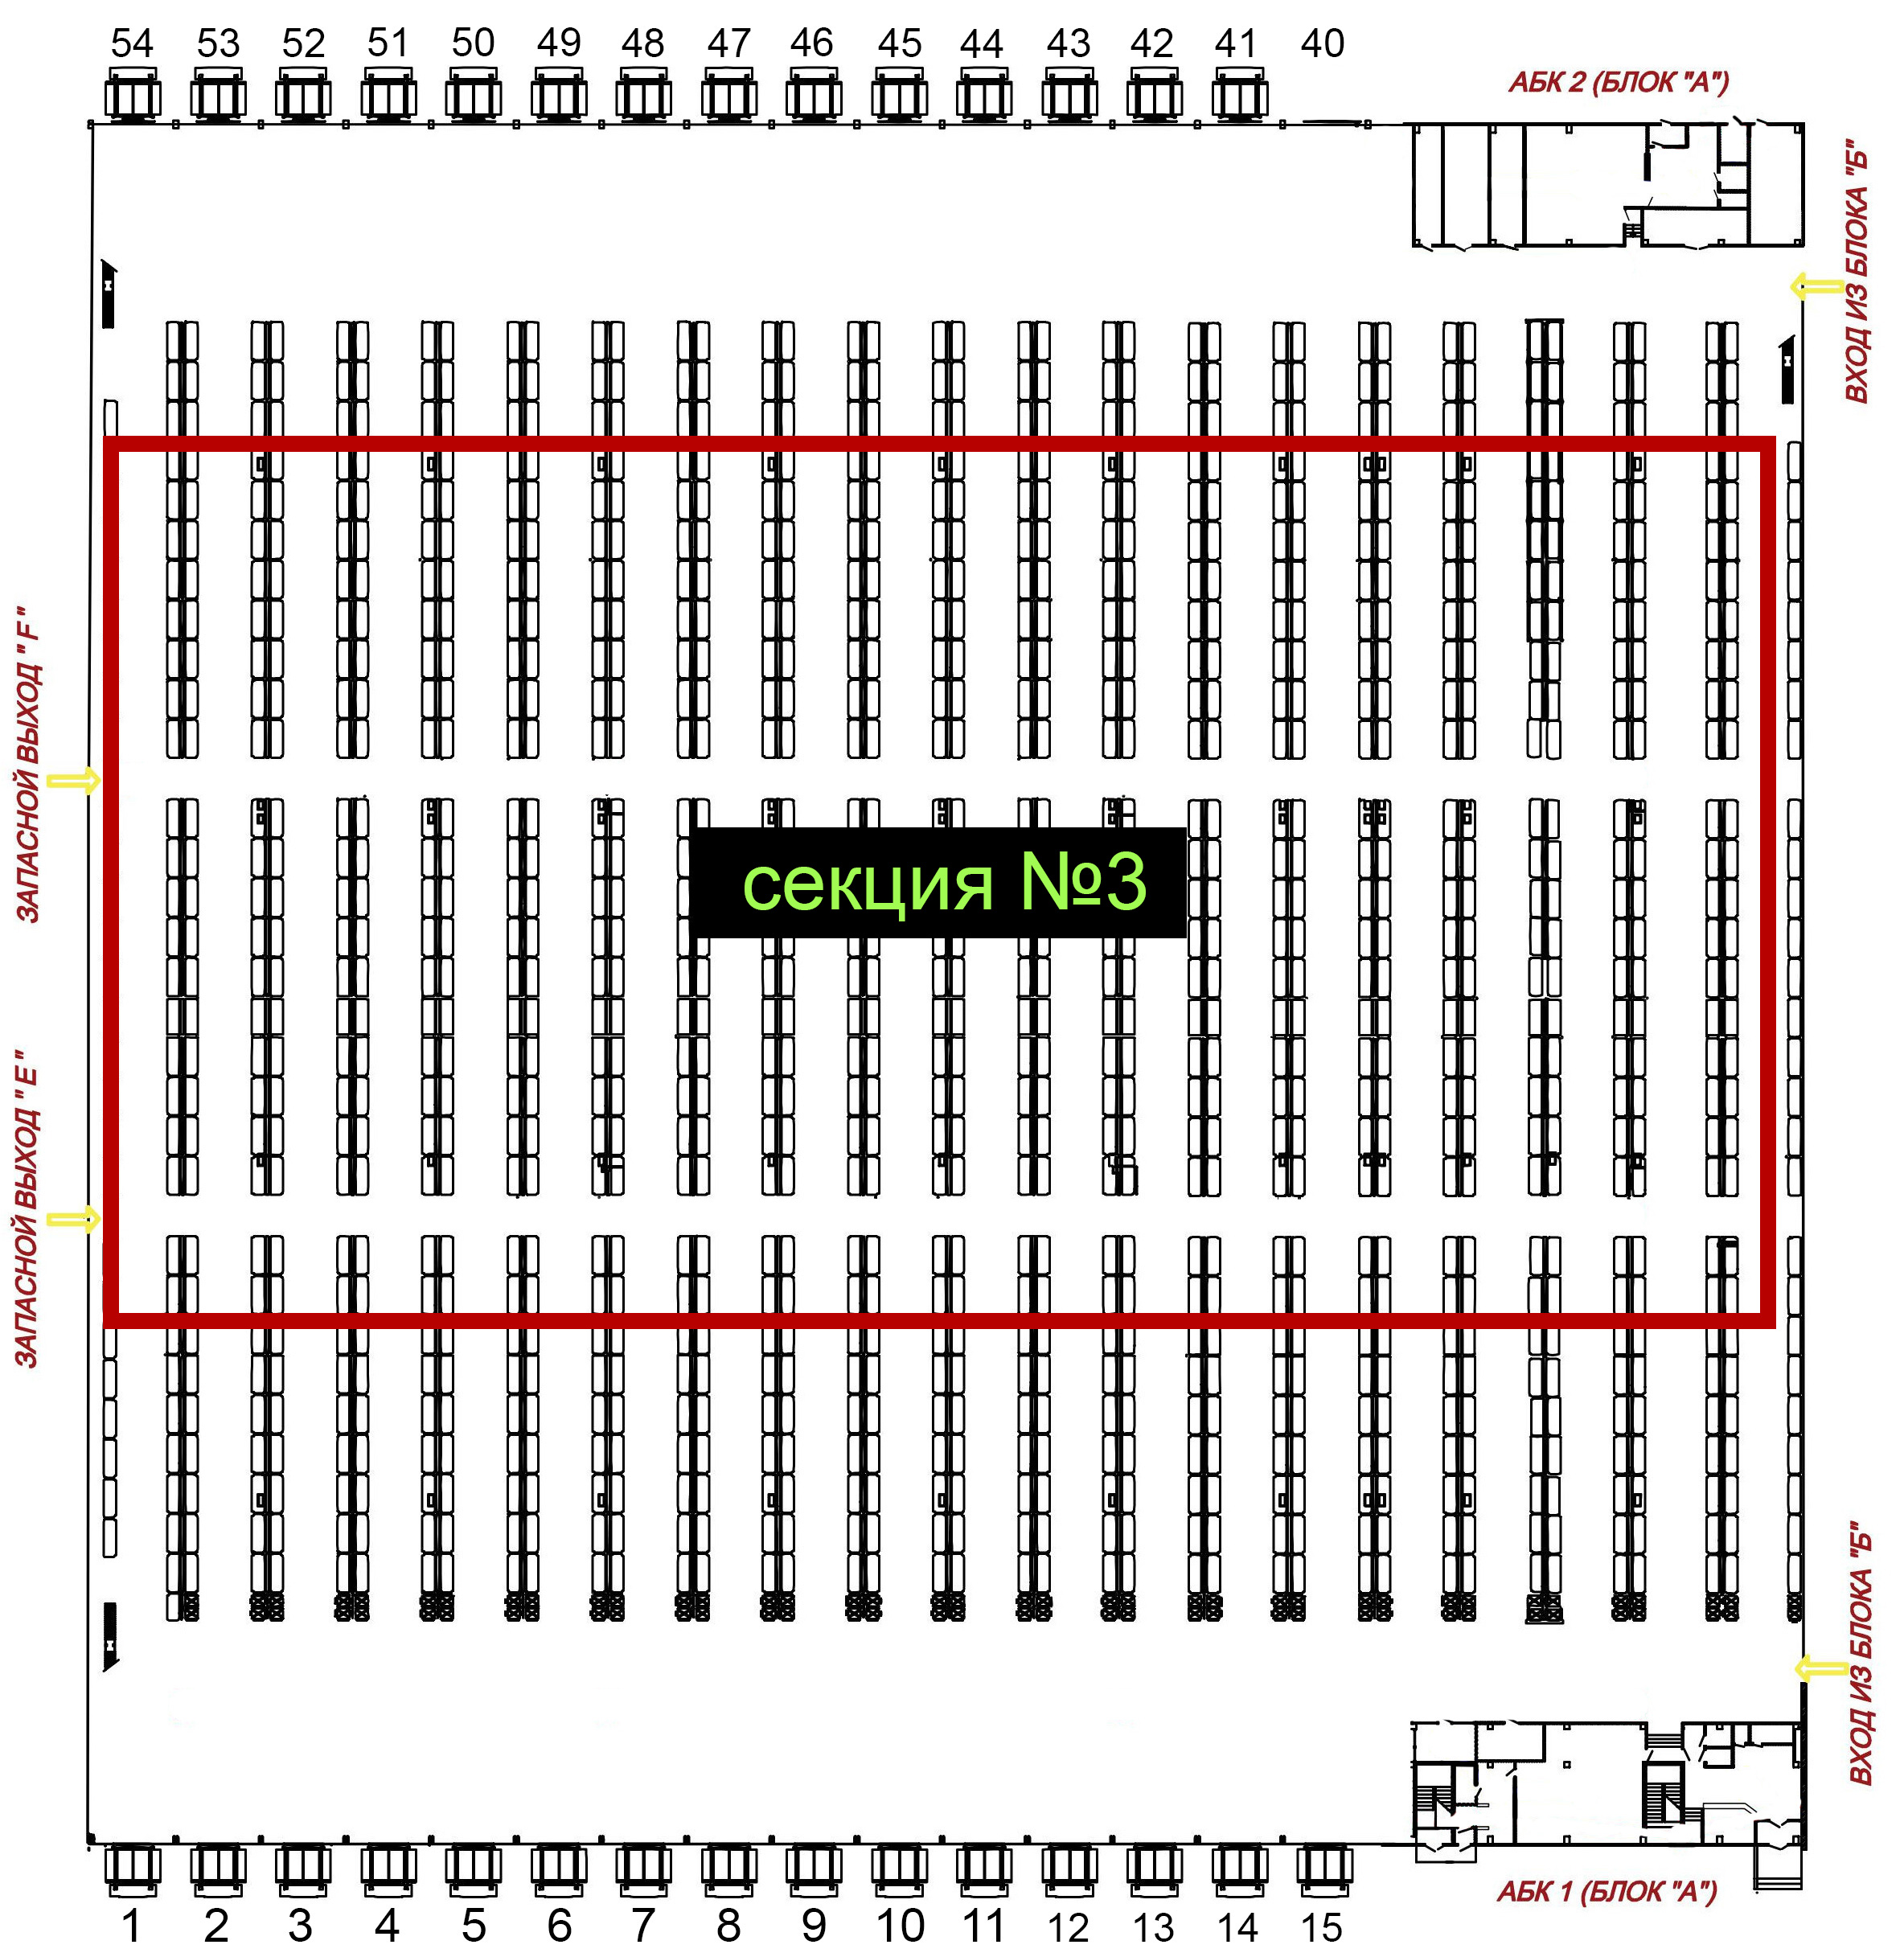 54 53 52 51 50 49 48 47 46 45 44 43 42 41 40
АБК 2 (БЛОК "А")
ВХОД ИЗ БЛОКА "Б"
ЗАПАСНОЙ ВЫХОД " F "
секция №3
ЗАПАСНОЙ ВЫХОД " Е "
ВХОД ИЗ БЛОКА "Б"
АБК 1 (БЛОК "А")
1 2 3 4 5 6 7 8 9 10 11 12 13 14 15